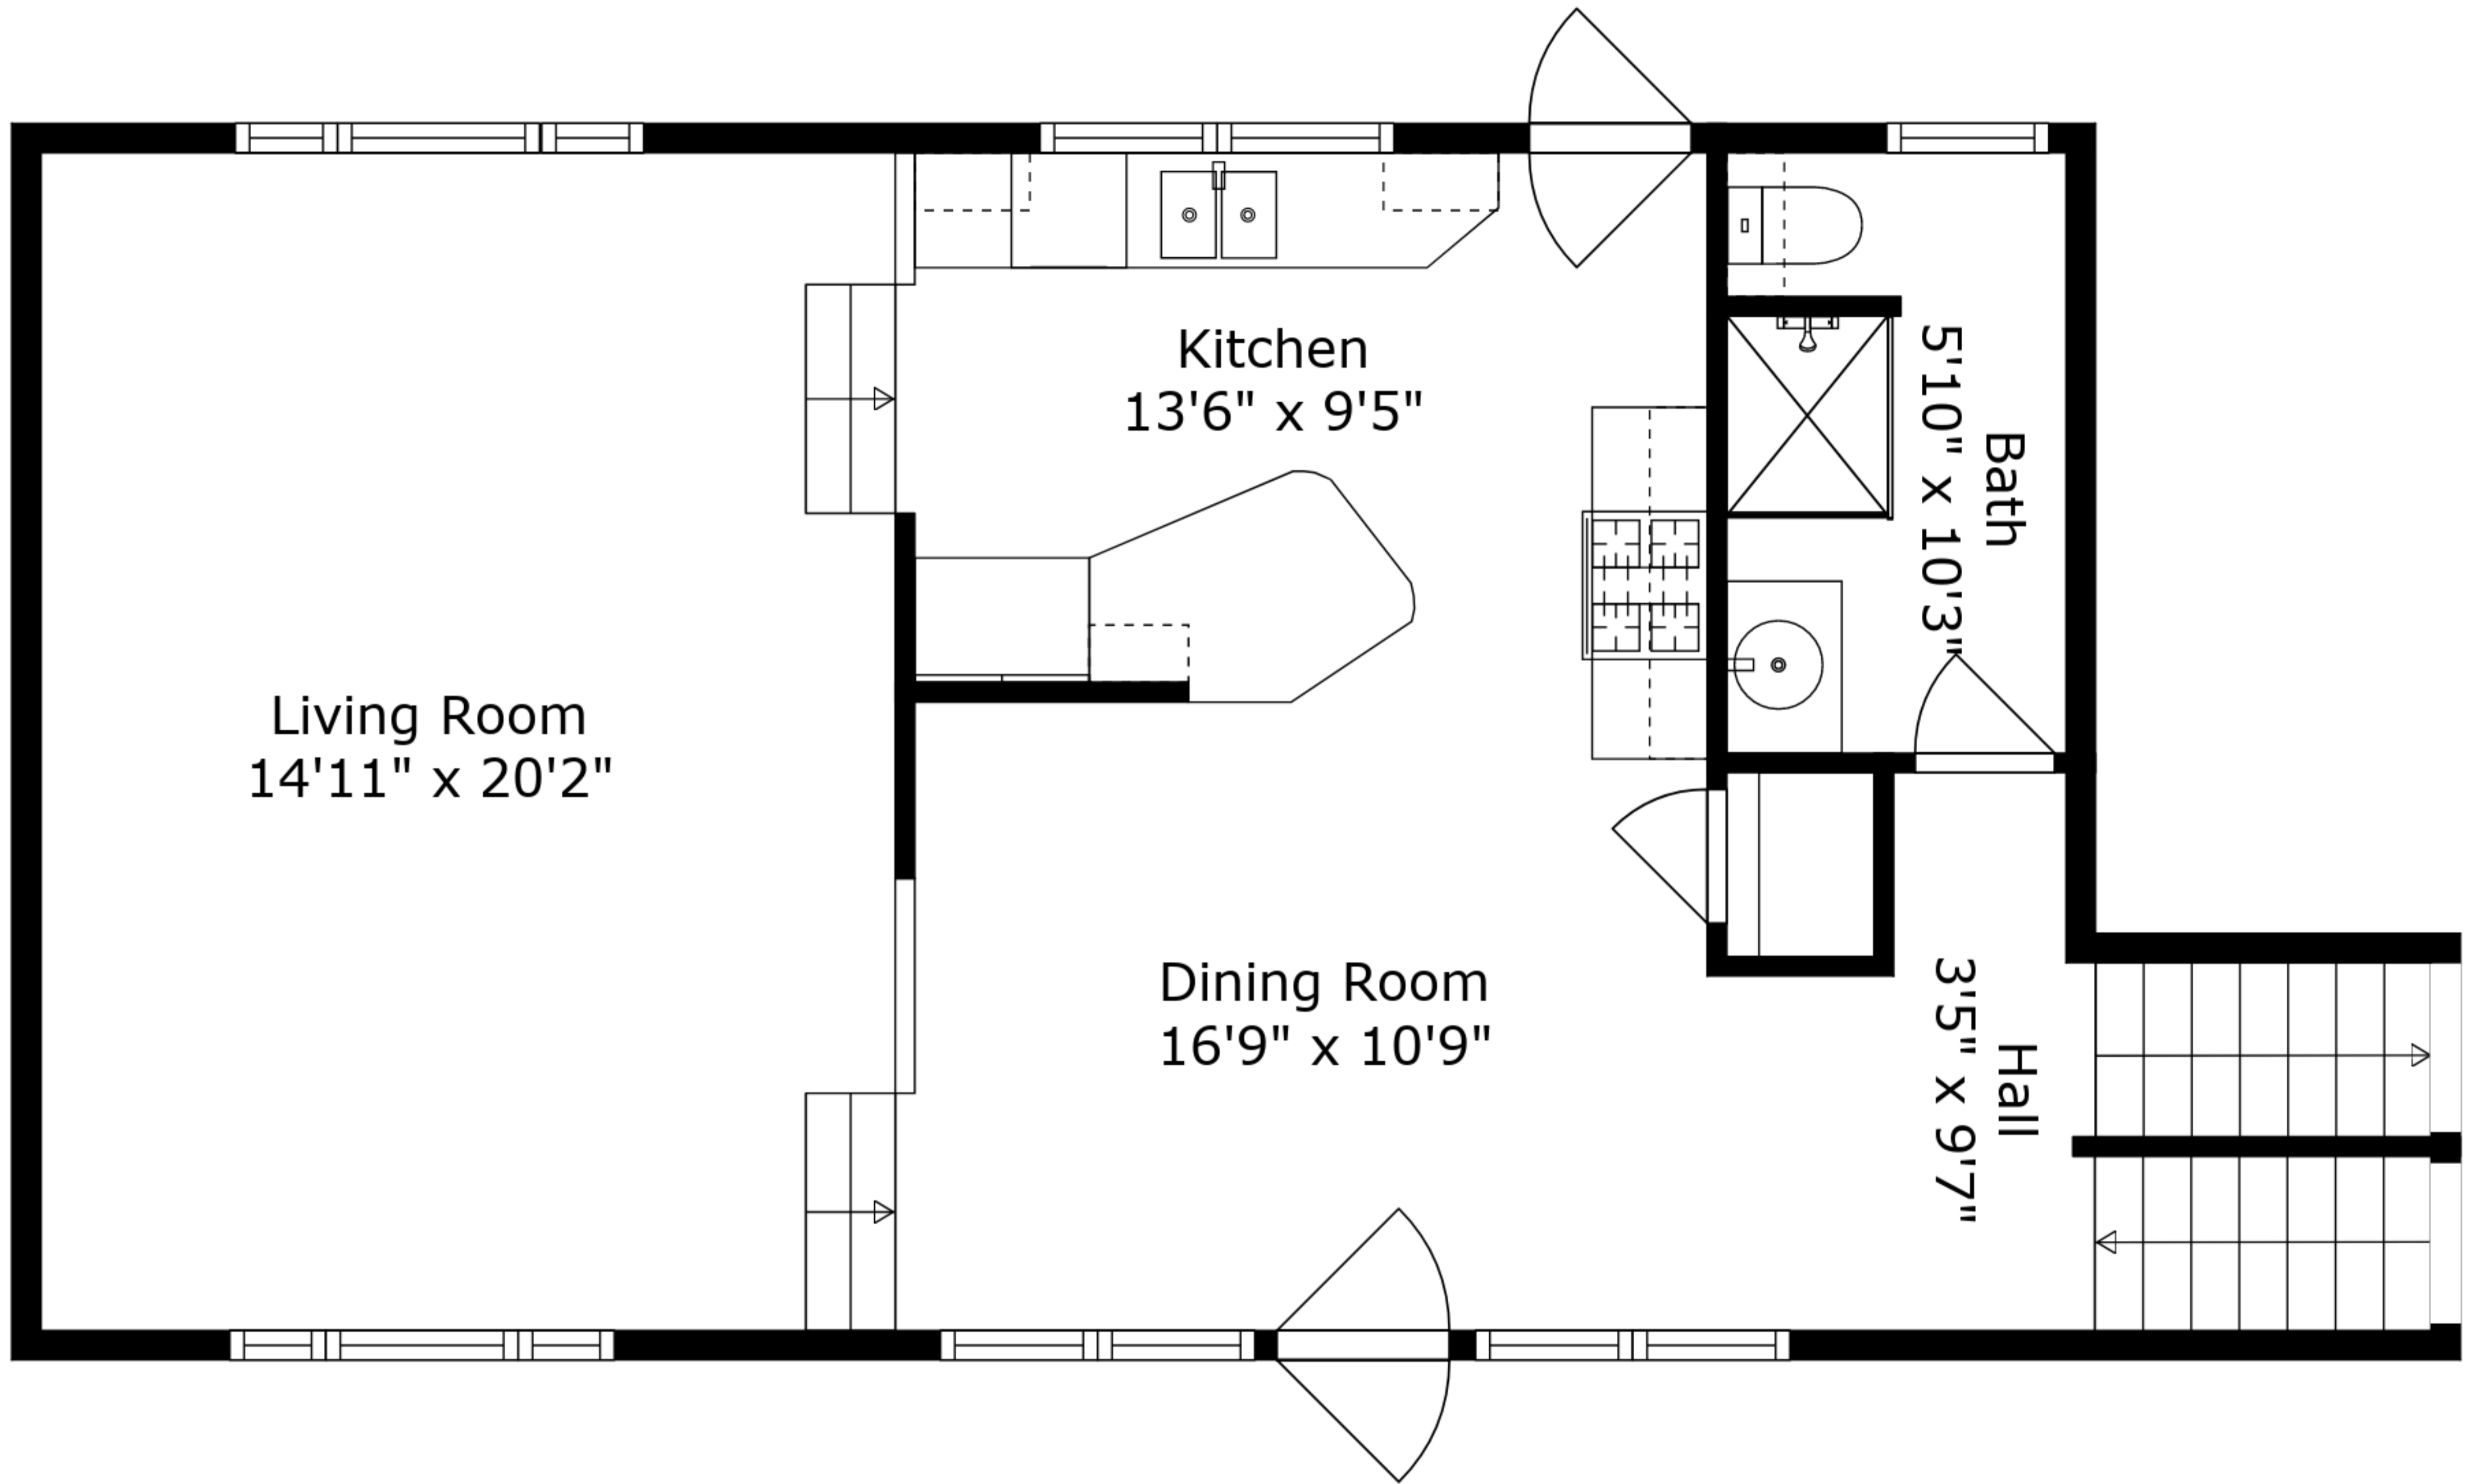 Kitchen
13'6" x 9'5"
Bath
5'10" x 10'3"
Living Room
14'11" x 20'2"
Dining Room
16'9" x 10'9"
Hall
3'5" x 9'7"